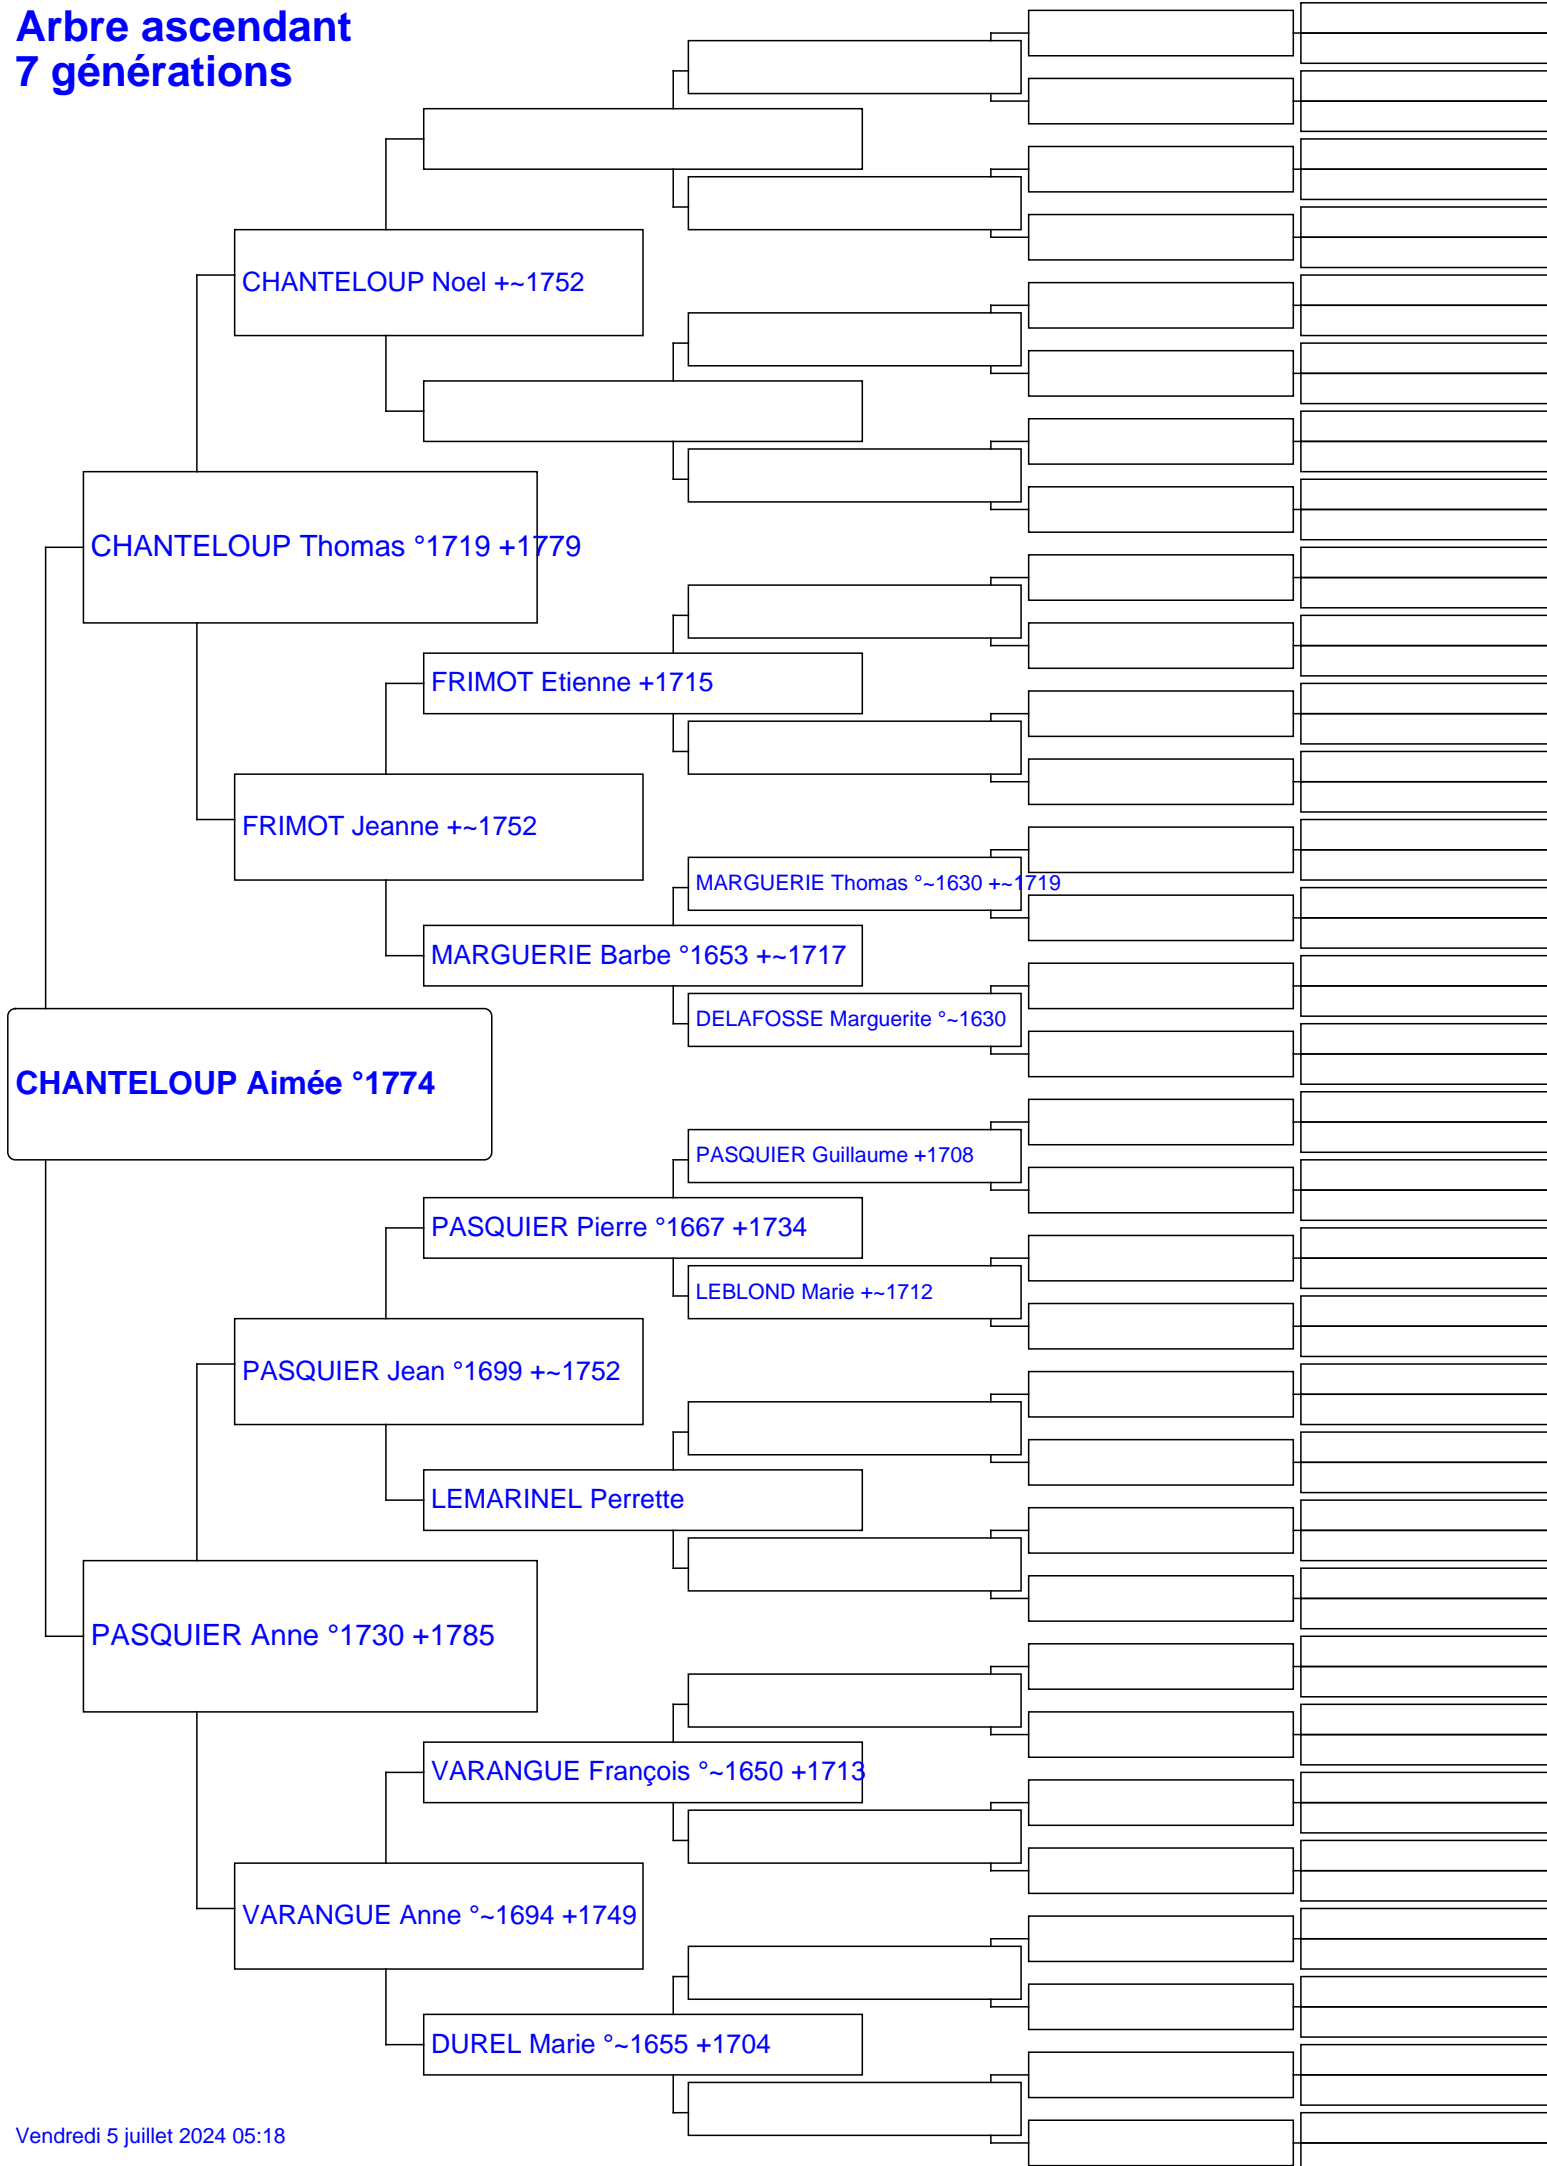 Arbre ascendant
7 générations
CHANTELOUP Noel +~1752
CHANTELOUP Thomas °1719 +1779
FRIMOT Etienne +1715
FRIMOT Jeanne +~1752
MARGUERIE Thomas °~1630 +~1719
MARGUERIE Barbe °1653 +~1717
DELAFOSSE Marguerite °~1630
CHANTELOUP Aimée °1774
PASQUIER Guillaume +1708
PASQUIER Pierre °1667 +1734
LEBLOND Marie +~1712
PASQUIER Jean °1699 +~1752
LEMARINEL Perrette
PASQUIER Anne °1730 +1785
VARANGUE François °~1650 +1713
VARANGUE Anne °~1694 +1749
DUREL Marie °~1655 +1704
Vendredi 5 juillet 2024 05:18